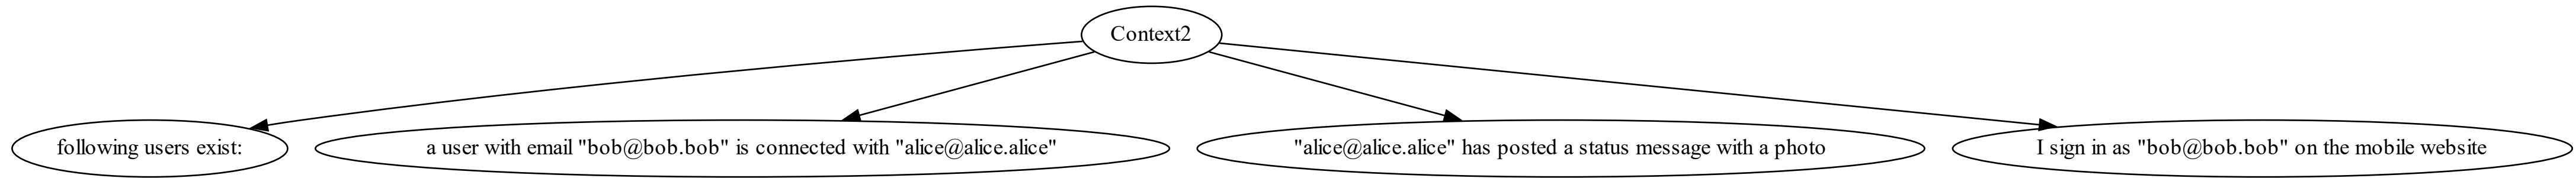 Context2
following users exist:
a user with email "bob@bob.bob" is connected with "alice@alice.alice"
"alice@alice.alice" has posted a status message with a photo
I sign in as "bob@bob.bob" on the mobile website